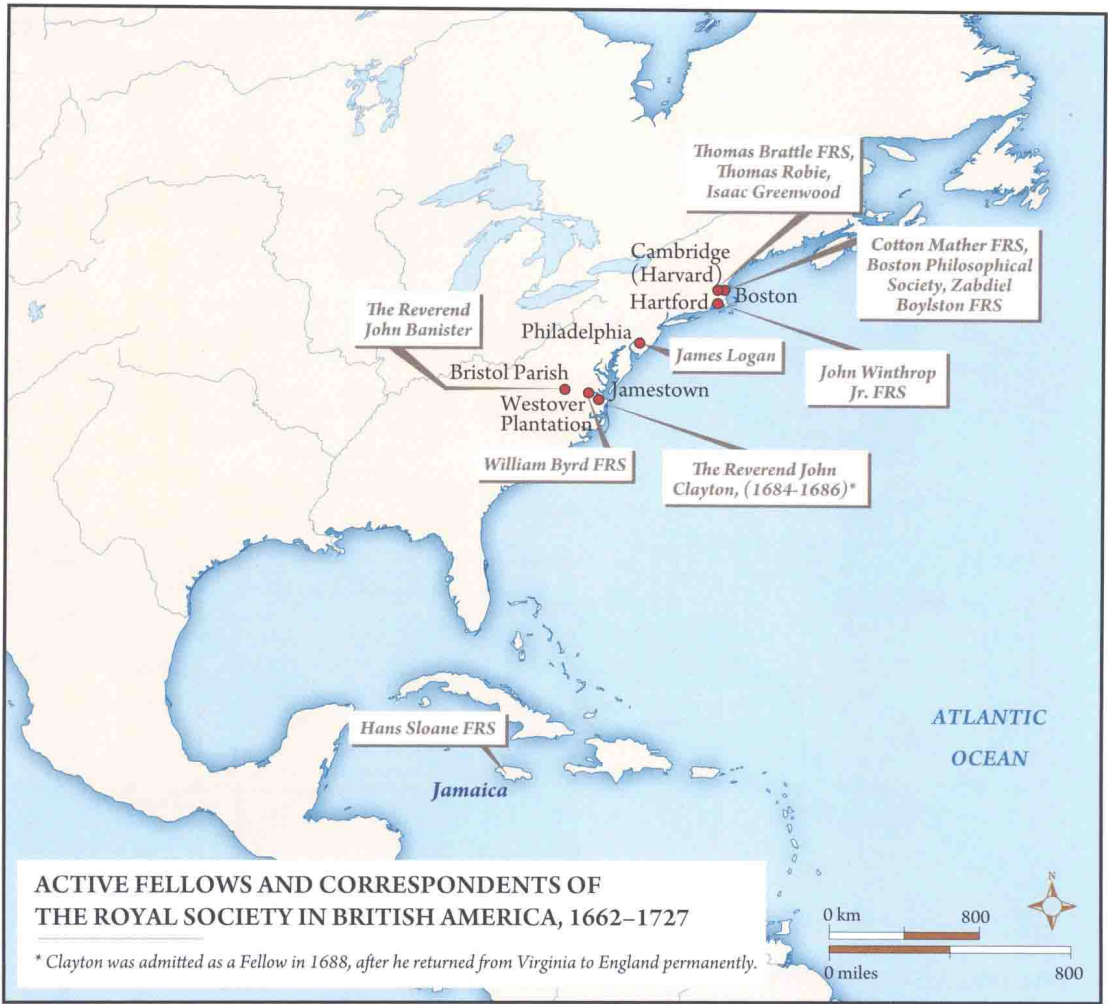 Thomas Brattle FRS,
Thomas Robie,
Isaac Greenwood
Cotton Mather FRS,
Boston Philosophical
Society, Zabdiel
Boylston FRS
Cambridge
(Harvard)
Boston
Hartford
The Reverend
John Banister
Philadelphia
James Logan
John Winthrop
Jr. FRS
Bristol Parish
Jamestown
Westover
Plantation
William Byrd FRS
The Reverend John
Clayton, (1684-1686)*
Hans Sloane FRS
Jamaica
ATLANTIC
OCEAN
ACTIVE FELLOWS AND CORRESPONDENTS OF
THE ROYAL SOCIETY IN BRITISH AMERICA, 1662–1727
* Clayton was admitted as a Fellow in 1688, after he returned from Virginia to England permanently.
N
0 km 800
0 miles 800